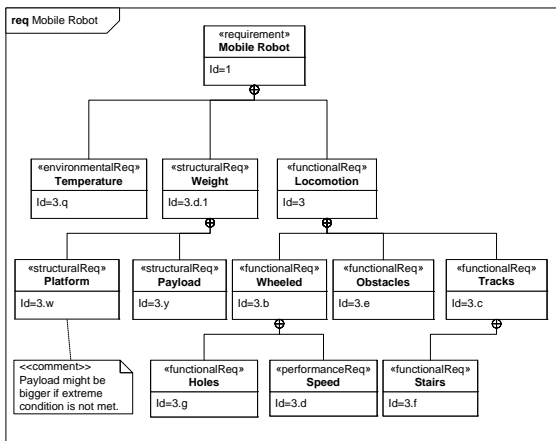 req Mobile Robot
«requirement»
Mobile Robot
Id=1
«environmentalReq»
Temperature
Id=3.q
«structuralReq»
Weight
Id=3.d.1
«functionalReq»
Locomotion
Id=3
«structuralReq»
Platform
Id=3.w
«structuralReq»
Payload
Id=3.y
«functionalReq»
Wheeled
Id=3.b
«functionalReq»
Obstacles
Id=3.e
«functionalReq»
Tracks
Id=3.c
<<comment>>
Payload might be
bigger if extreme
condition is not met.
«functionalReq»
Holes
Id=3.g
«performanceReq»
Speed
Id=3.d
«functionalReq»
Stairs
Id=3.f